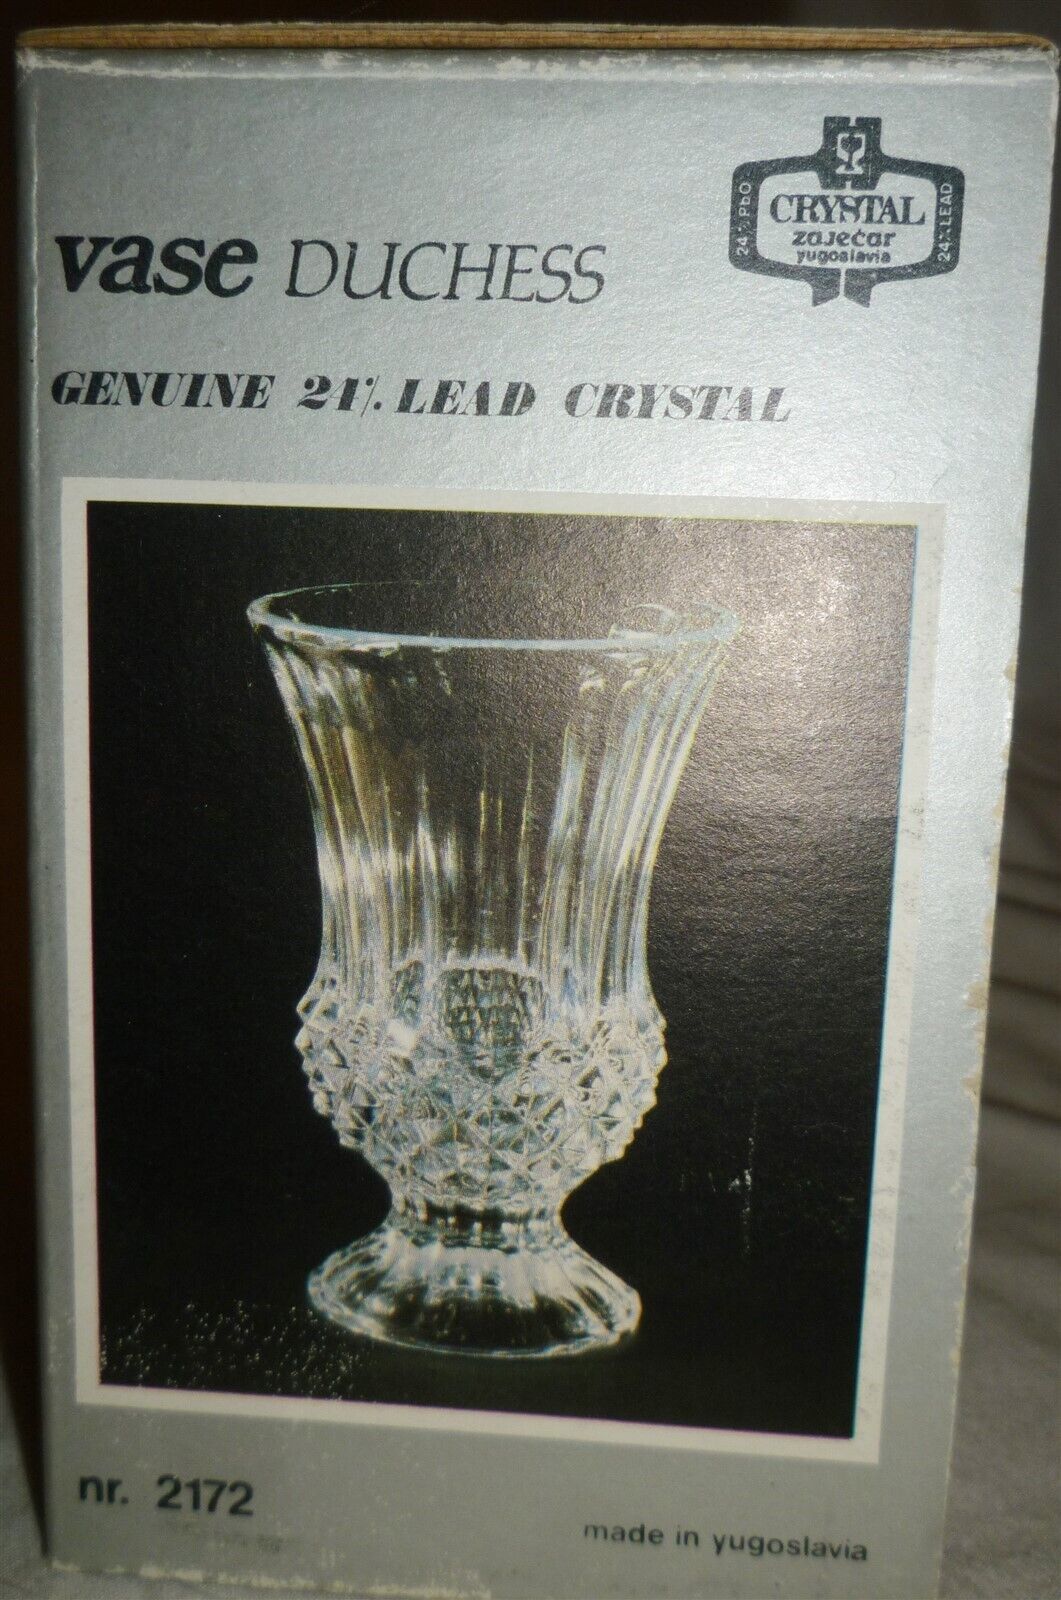 24% PbO
CRYSTAL
zaječar
yugoslavia
24% LEAD
vase DUCHESS
GENUINE 24% LEAD CRYSTAL
nr. 2172
made in yugoslavia